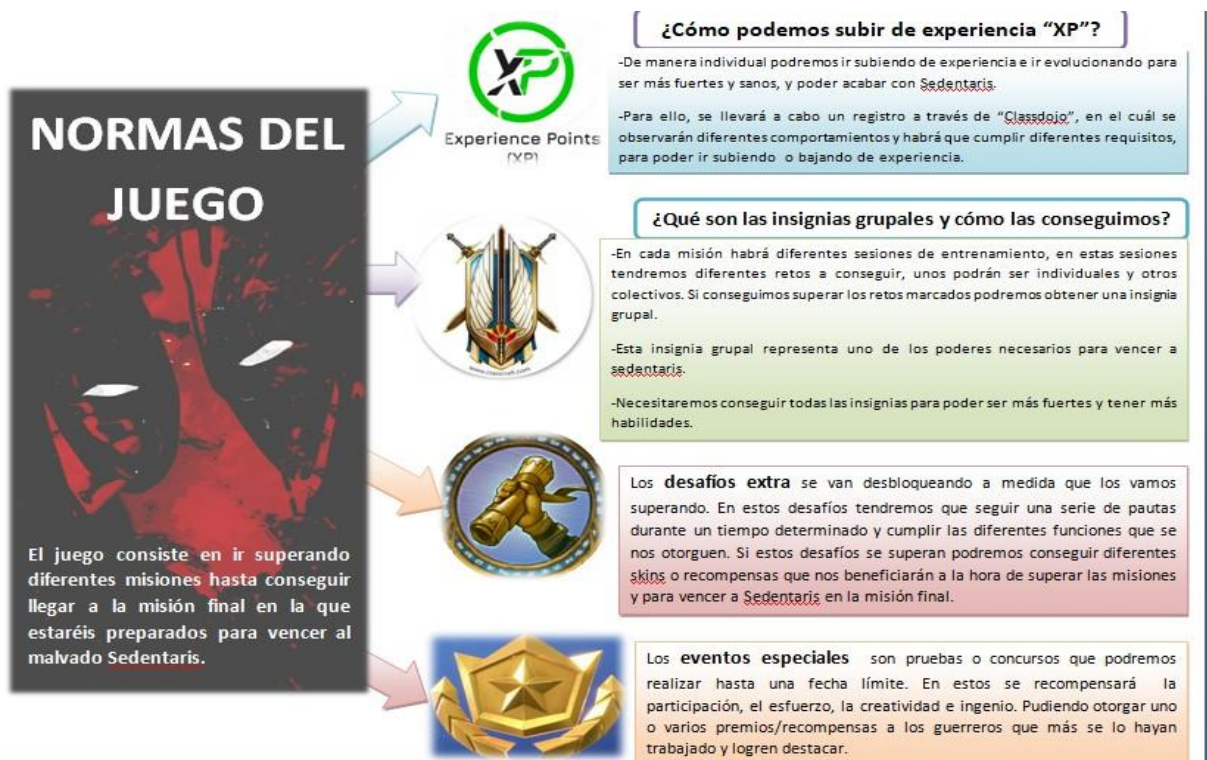 NORMAS DEL
JUEGO
El juego consiste en ir superando
diferentes misiones hasta conseguir
llegar a la misión final en la que
estaréis preparados para vencer al
malvado Sedentaris.
XP
Experience Points
(XP)
¿Cómo podemos subir de experiencia “XP”?
-De manera individual podremos ir subiendo de experiencia e ir evolucionando para
ser más fuertes y sanos, y poder acabar con Sedentaris.
-Para ello, se llevará a cabo un registro a través de “Classdojo”, en el cuál se
observarán diferentes comportamientos y habrá que cumplir diferentes requisitos,
para poder ir subiendo o bajando de experiencia.
www.classcraft.com
¿Qué son las insignias grupales y cómo las conseguimos?
-En cada misión habrá diferentes sesiones de entrenamiento, en estas sesiones
tendremos diferentes retos a conseguir, unos podrán ser individuales y otros
colectivos. Si conseguimos superar los retos marcados podremos obtener una insignia
grupal.
-Esta insignia grupal representa uno de los poderes necesarios para vencer a
sedentaris.
-Necesitaremos conseguir todas las insignias para poder ser más fuertes y tener más
habilidades.
Los desafíos extra se van desbloqueando a medida que los vamos
superando. En estos desafíos tendremos que seguir una serie de pautas
durante un tiempo determinado y cumplir las diferentes funciones que se
nos otorguen. Si estos desafíos se superan podremos conseguir diferentes
skins o recompensas que nos beneficiarán a la hora de superar las misiones
y para vencer a Sedentaris en la misión final.
Los eventos especiales son pruebas o concursos que podremos
realizar hasta una fecha límite. En estos se recompensará la
participación, el esfuerzo, la creatividad e ingenio. Pudiendo otorgar uno
o varios premios/recompensas a los guerreros que más se lo hayan
trabajado y logren destacar.